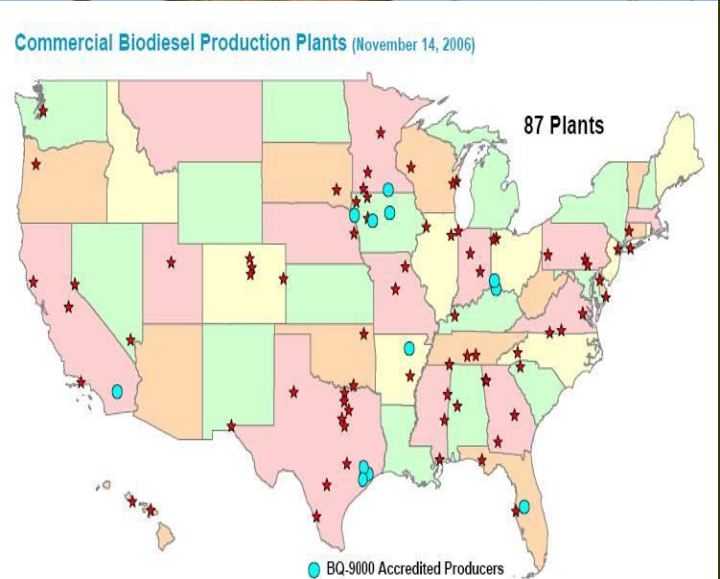 Commercial Biodiesel Production Plants (November 14, 2006)
87 Plants
BQ-9000 Accredited Producers